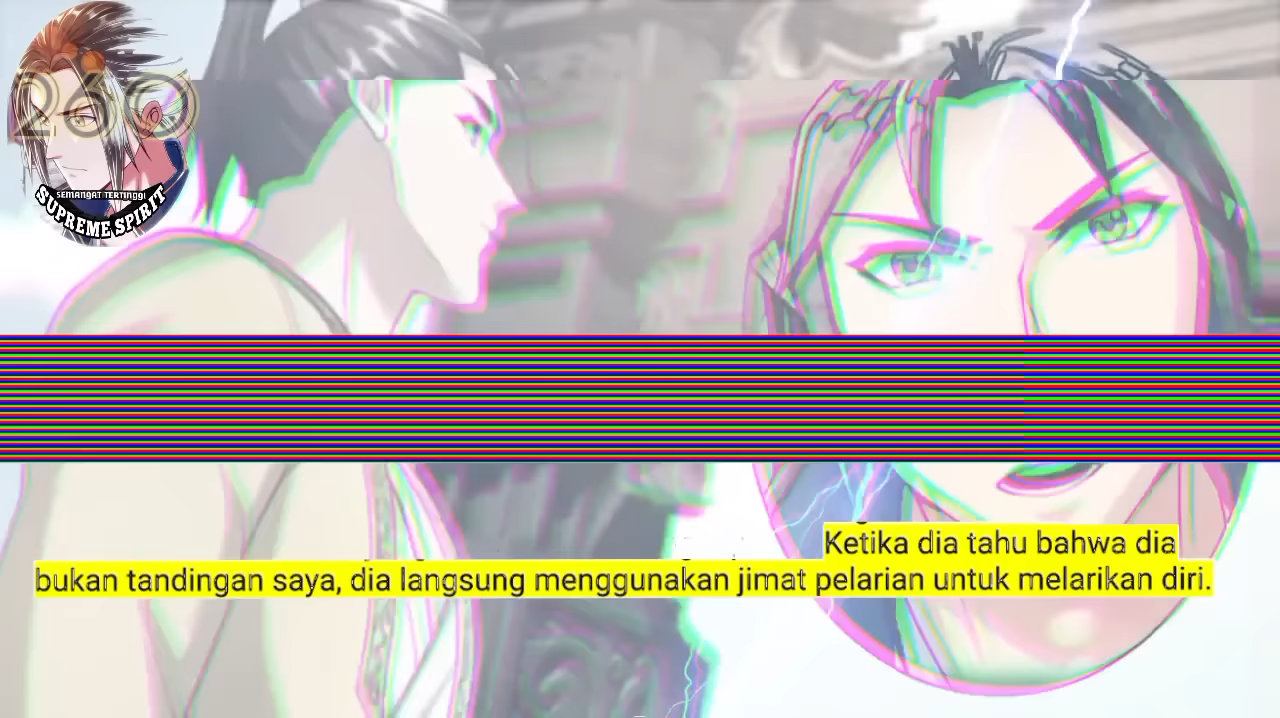 260
SEMANGAT TERTINGGI
SUPREME SPIRIT
Ketika dia tahu bahwa dia
bukan tandingan saya, dia langsung menggunakan jimat pelarian untuk melarikan diri.